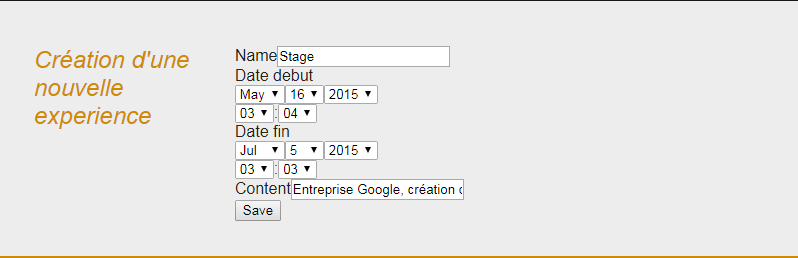 Création d'une
nouvelle
experience
Name Stage
Date debut
May 16 2015
03 : 04
Date fin
Jul 5 2015
03 : 03
Content Entreprise Google, création
Save